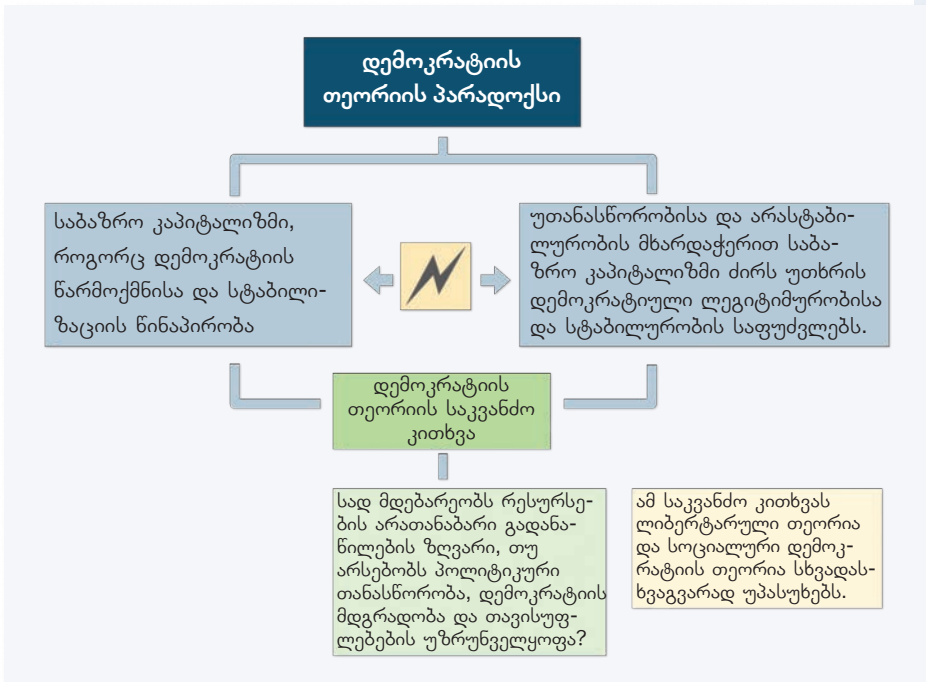 დემოკრატიის
თეორიის პარადოქსი
საბაზრო კაპიტალიზმი,
როგორც დემოკრატიის
წარმოქმნისა და სტაბილი-
ზაციის წინაპირობა
უთანასწორობისა და არასტაბი-
ლურობის მხარდაჭერით საბა-
ზრო კაპიტალიზმი ძირს უთხრის
დემოკრატიული ლეგიტიმურობისა
და სტაბილურობის საფუძვლებს.
დემოკრატიის
თეორიის საკვანძო
კითხვა
სად მდებარეობს რესურსე-
ბის არათანაბარი გადანა-
წილების ზღვარი, თუ
არსებობს პოლიტიკური
თანასწორობა, დემოკრატიის
მდგრადობა და თავისუფ-
ლებების უზრუნველყოფა?
ამ საკვანძო კითხვას
ლიბერტარული თეორია
და სოციალური დემოკ-
რატიის თეორია სხვადას-
ხვაგვარად უპასუხებს.